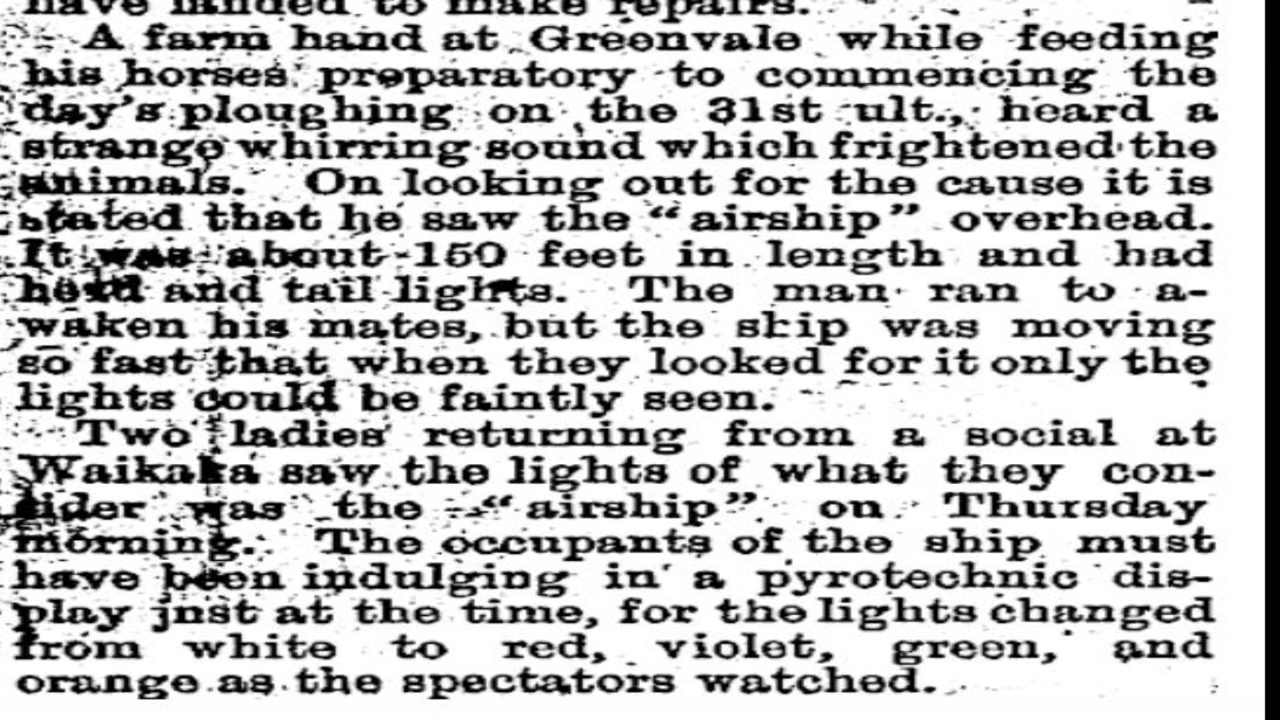 have landed to make repairs.
A farm hand at Greenvale while feeding
his horses preparatory to commencing the
day's ploughing on the 31st ult., heard a
strange whirring sound which frightened the
animals. On looking out for the cause it is
stated that he saw the "airship" overhead.
It was about 150 feet in length and had
head and tail lights. The man ran to a-
waken his mates, but the ship was moving
so fast that when they looked for it only the
lights could be faintly seen.
Two ladies returning from a social at
Waikaka saw the lights of what they con-
sider was the "airship" on Thursday
morning. The occupants of the ship must
have been indulging in a pyrotechnic dis-
play jnst at the time, for the lights changed
from white to red, violet, green, and
orange as the spectators watched.